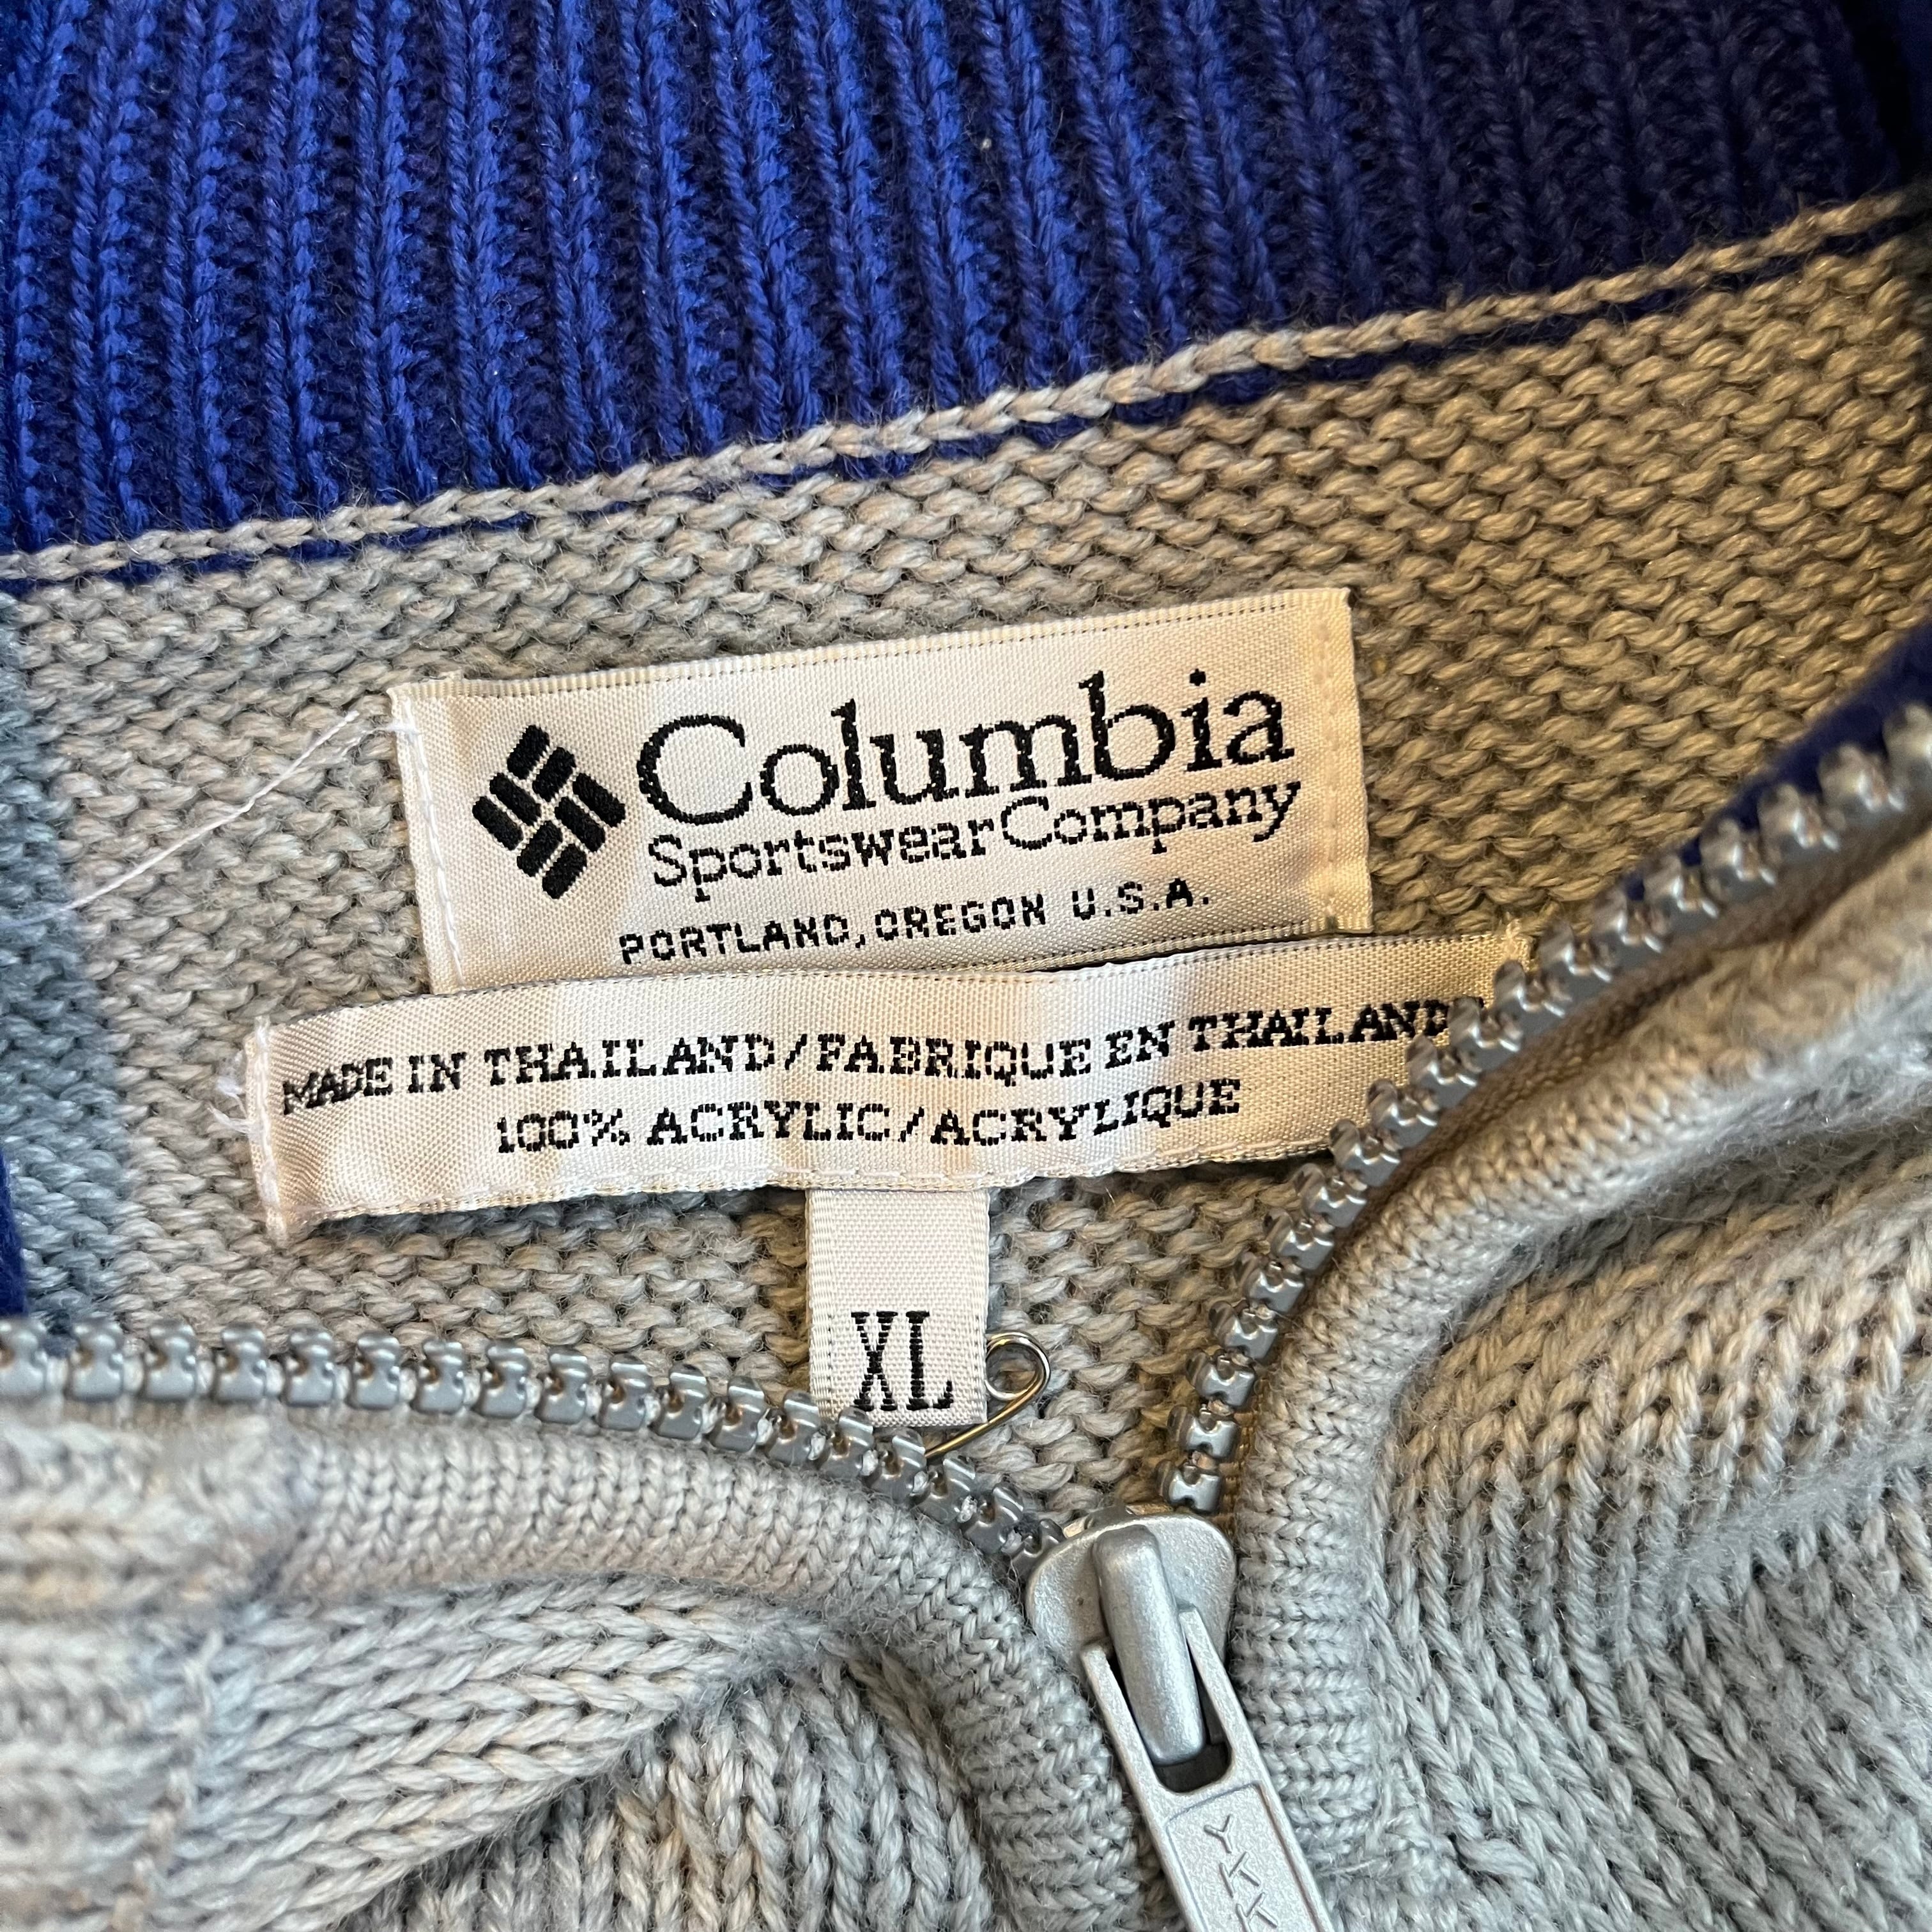 Columbia
Sportswear Company
PORTLAND, OREGON U.S.A.
MADE IN THAILAND/FABRIQUE EN THAILAND
100% ACRYLIC/ACRYLIQUE
XL
YKK